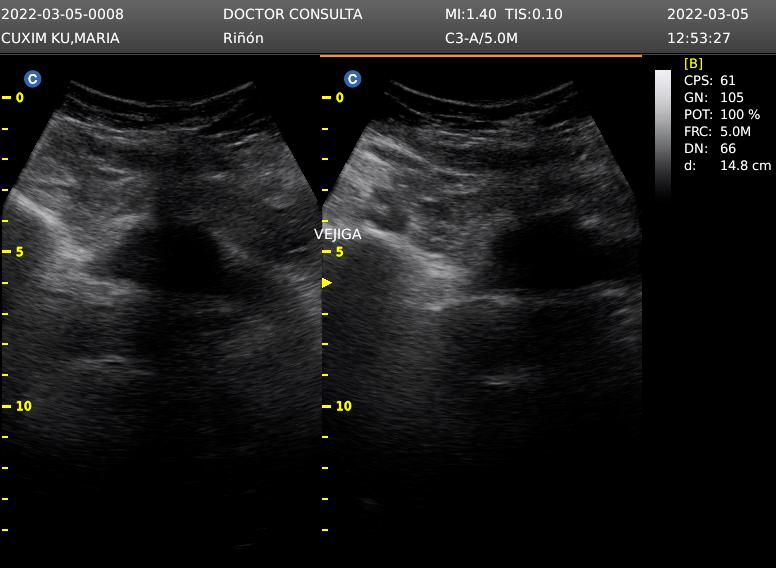 2022-03-05-0008 DOCTOR CONSULTA MI:1.40 TIS:0.10 2022-03-05
CUXIM KU,MARIA Riñón C3-A/5.0M 12:53:27
[B]
C C
0 0
CPS: 61
GN: 105
POT: 100 %
FRC: 5.0M
DN: 66
d: 14.8 cm
VEJIGA
5 5
10 10